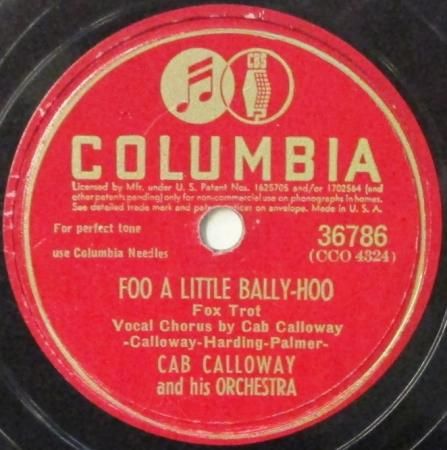 CBS
COLUMBIA
Licensed by Mfr. under U. S. Patent Nos. 1625705 and/or 1702564 (and
other patents pending) only for non-commercial use on phonographs in homes.
See detailed trade mark and patent notices on envelope. Made in U. S. A.
For perfect tone
use Columbia Needles
36786
(CCO 4324)
FOO A LITTLE BALLY-HOO
Fox Trot
Vocal Chorus by Cab Calloway
-Calloway-Harding-Palmer-
CAB CALLOWAY
and his ORCHESTRA